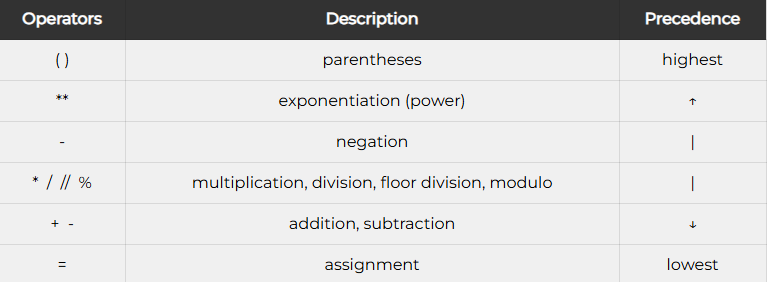 Operators Description Precedence
( ) parentheses highest
** exponentiation (power) ↑
- negation |
* / // % multiplication, division, floor division, modulo |
+ - addition, subtraction ↓
= assignment lowest